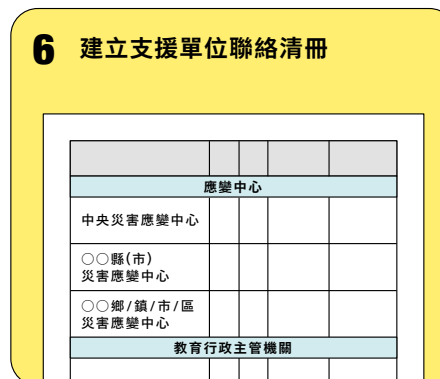 6 建立支援單位聯絡清冊
應變中心
中央災害應變中心
○○縣(市)
災害應變中心
○○鄉/鎮/市/區
災害應變中心
教育行政主管機關